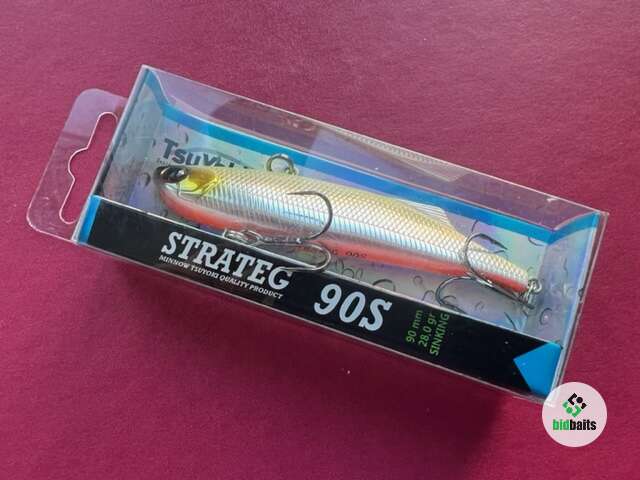 STRATEG
MINNOW TSUYOKI QUALITY PRODUCT
90S
90 mm
28.0 gr
SINKING
bidbaits